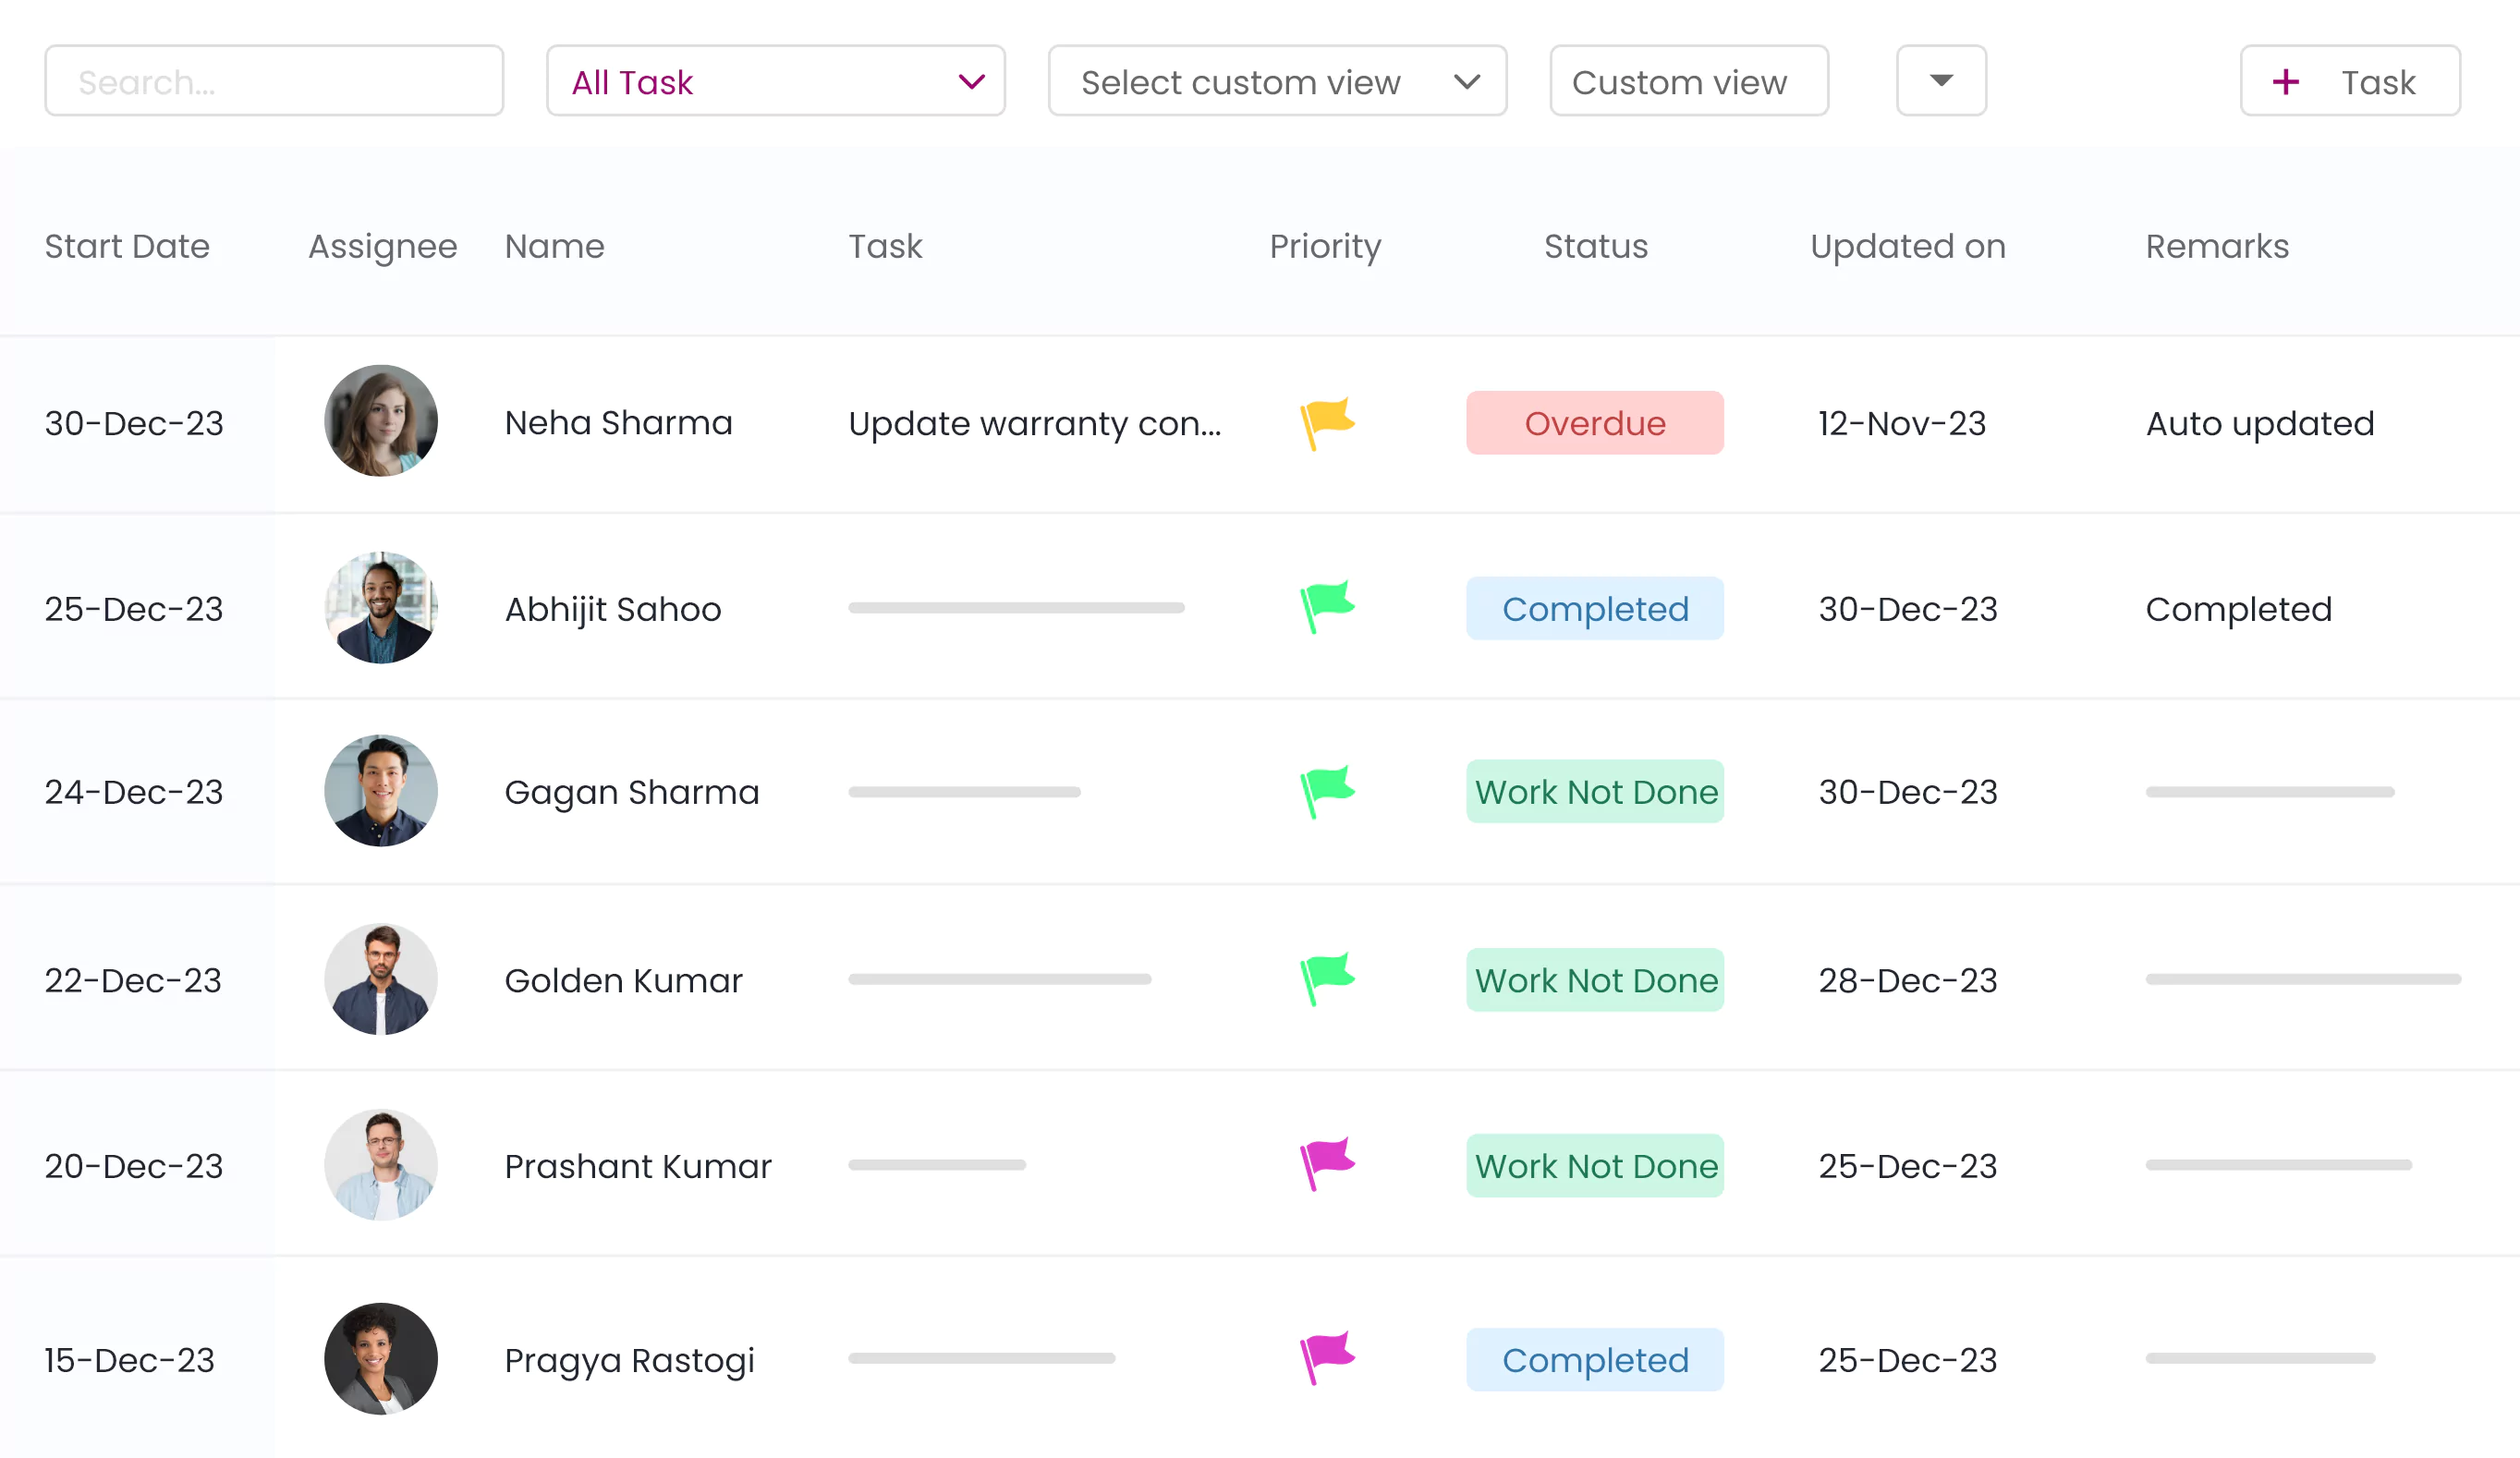 Search...
All Task
Select custom view
Custom view
+ Task
Start Date Assignee Name Task Priority Status Updated on Remarks
30-Dec-23 Neha Sharma Update warranty con... Overdue 12-Nov-23 Auto updated
25-Dec-23 Abhijit Sahoo Completed 30-Dec-23 Completed
24-Dec-23 Gagan Sharma Work Not Done 30-Dec-23
22-Dec-23 Golden Kumar Work Not Done 28-Dec-23
20-Dec-23 Prashant Kumar Work Not Done 25-Dec-23
15-Dec-23 Pragya Rastogi Completed 25-Dec-23